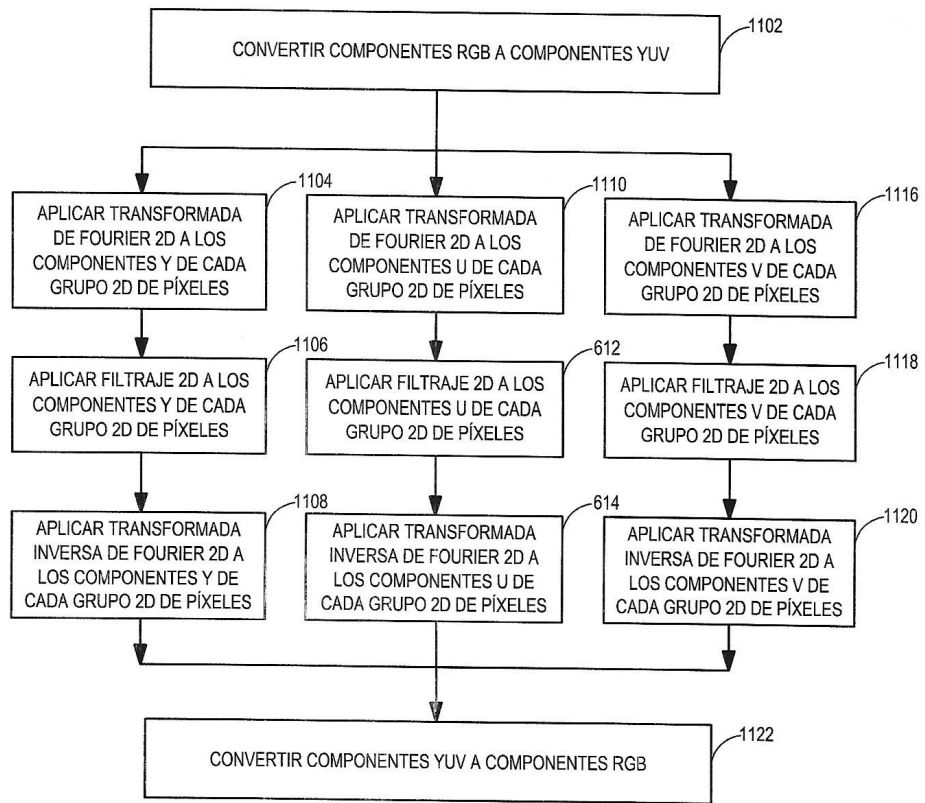 CONVERTIR COMPONENTES RGB A COMPONENTES YUV
1102
1104
APLICAR TRANSFORMADA
DE FOURIER 2D A LOS
COMPONENTES Y DE CADA
GRUPO 2D DE PÍXELES
1110
APLICAR TRANSFORMADA
DE FOURIER 2D A LOS
COMPONENTES U DE CADA
GRUPO 2D DE PÍXELES
1116
APLICAR TRANSFORMADA
DE FOURIER 2D A LOS
COMPONENTES V DE CADA
GRUPO 2D DE PÍXELES
1106
APLICAR FILTRAJE 2D A LOS
COMPONENTES Y DE CADA
GRUPO 2D DE PÍXELES
612
APLICAR FILTRAJE 2D A LOS
COMPONENTES U DE CADA
GRUPO 2D DE PÍXELES
1118
APLICAR FILTRAJE 2D A LOS
COMPONENTES V DE CADA
GRUPO 2D DE PÍXELES
1108
APLICAR TRANSFORMADA
INVERSA DE FOURIER 2D A
LOS COMPONENTES Y DE
CADA GRUPO 2D DE PÍXELES
614
APLICAR TRANSFORMADA
INVERSA DE FOURIER 2D A
LOS COMPONENTES U DE
CADA GRUPO 2D DE PÍXELES
1120
APLICAR TRANSFORMADA
INVERSA DE FOURIER 2D A
LOS COMPONENTES V DE
CADA GRUPO 2D DE PÍXELES
1122
CONVERTIR COMPONENTES YUV A COMPONENTES RGB